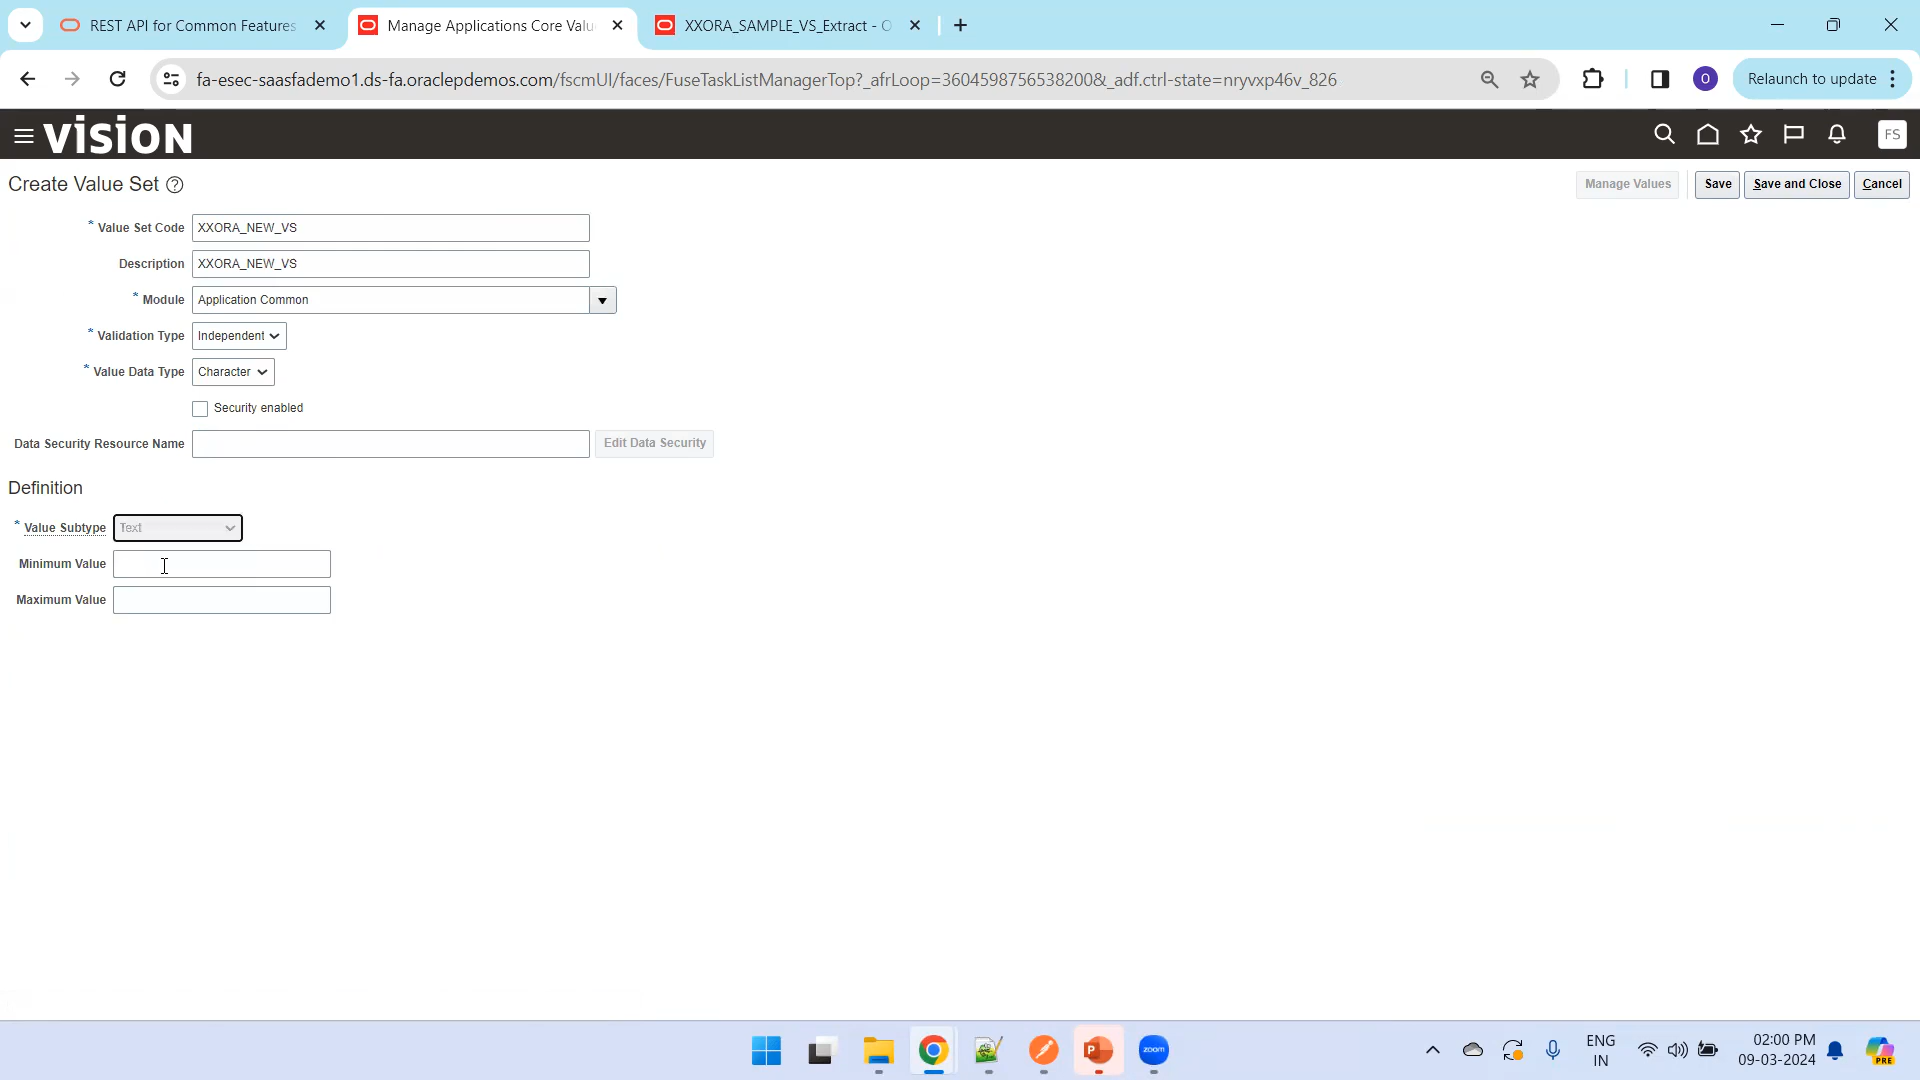 REST API for Common Features
Manage Applications Core Valu
XXORA_SAMPLE_VS_Extract - O
fa-esec-saasfademo1.ds-fa.oraclepdemos.com/fscmUI/faces/FuseTaskListManagerTop?_afrLoop=3604598756538200&_adf.ctrl-state=nryvxp46v_826
O
Relaunch to update
VISION
FS
Create Value Set ?
Manage Values
Save
Save and Close
Cancel
* Value Set Code XXORA_NEW_VS
Description XXORA_NEW_VS
* Module Application Common
* Validation Type Independent
* Value Data Type Character
Security enabled
Data Security Resource Name
Edit Data Security
Definition
* Value Subtype Text
Minimum Value
Maximum Value
P
zoom
ENG
IN
02:00 PM
09-03-2024
PRE